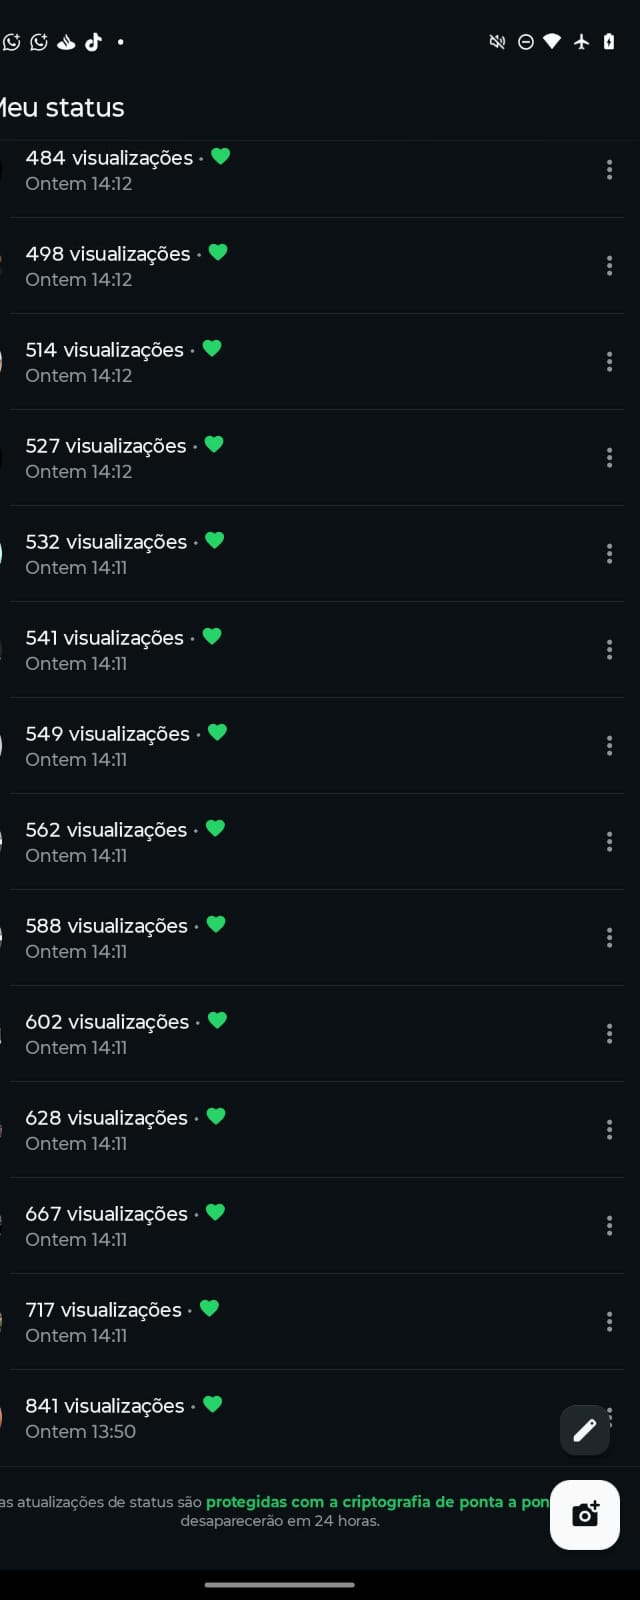 Meu status
484 visualizações · 
Ontem 14:12
498 visualizações · 
Ontem 14:12
514 visualizações · 
Ontem 14:12
527 visualizações · 
Ontem 14:12
532 visualizações · 
Ontem 14:11
541 visualizações · 
Ontem 14:11
549 visualizações · 
Ontem 14:11
562 visualizações · 
Ontem 14:11
588 visualizações · 
Ontem 14:11
602 visualizações · 
Ontem 14:11
628 visualizações · 
Ontem 14:11
667 visualizações · 
Ontem 14:11
717 visualizações · 
Ontem 14:11
841 visualizações · 
Ontem 13:50
as atualizações de status são protegidas com a criptografia de ponta a pon
desaparecerão em 24 horas.